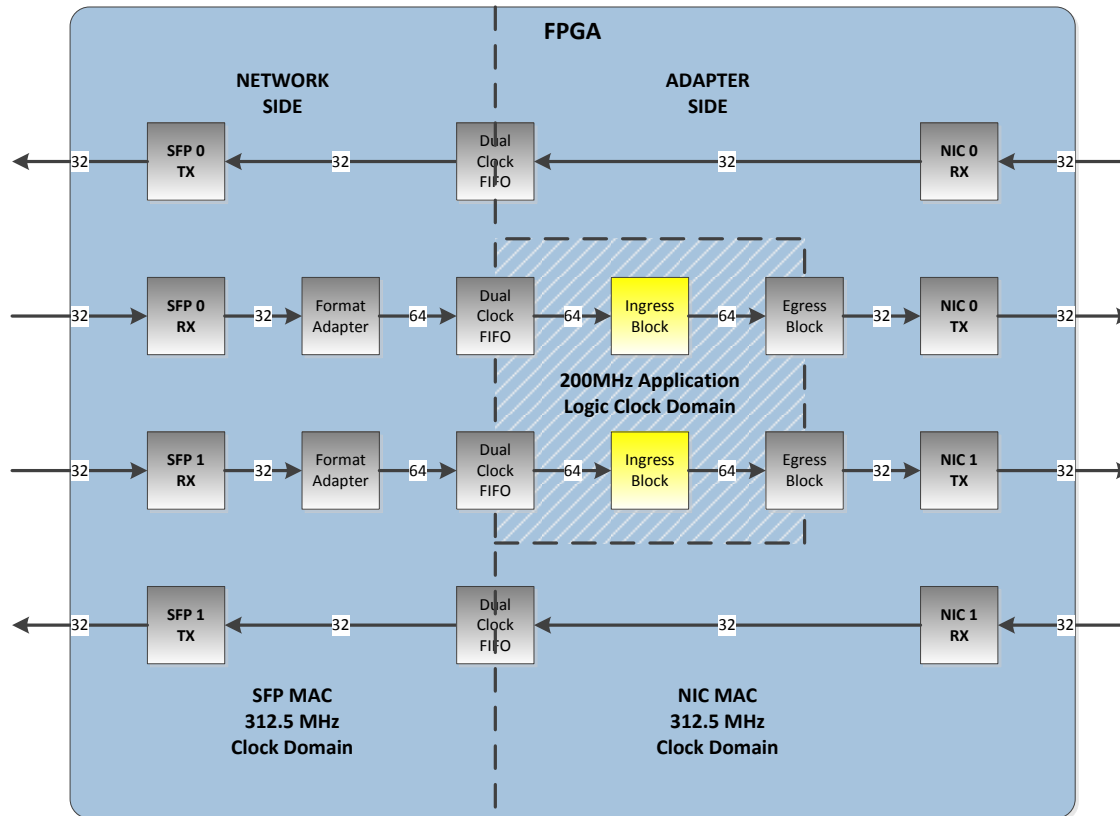 FPGA
NETWORK
SIDE
ADAPTER
SIDE
32
SFP 0
TX
32
Dual
Clock
FIFO
32
NIC 0
RX
32
32
SFP 0
RX
32
Format
Adapter
64
Dual
Clock
FIFO
64
Ingress
Block
64
Egress
Block
32
NIC 0
TX
32
200MHz Application
Logic Clock Domain
32
SFP 1
RX
32
Format
Adapter
64
Dual
Clock
FIFO
64
Ingress
Block
64
Egress
Block
32
NIC 1
TX
32
32
SFP 1
TX
32
Dual
Clock
FIFO
32
NIC 1
RX
32
SFP MAC
312.5 MHz
Clock Domain
NIC MAC
312.5 MHz
Clock Domain